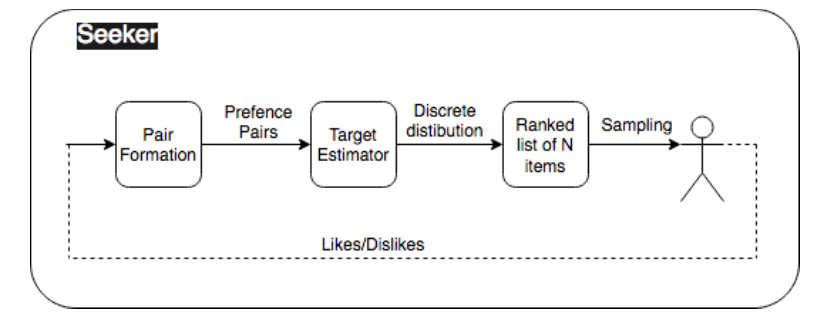 Seeker
Pair
Formation
Prefence
Pairs
Target
Estimator
Discrete
distibution
Ranked
list of N
items
Sampling
Likes/Dislikes